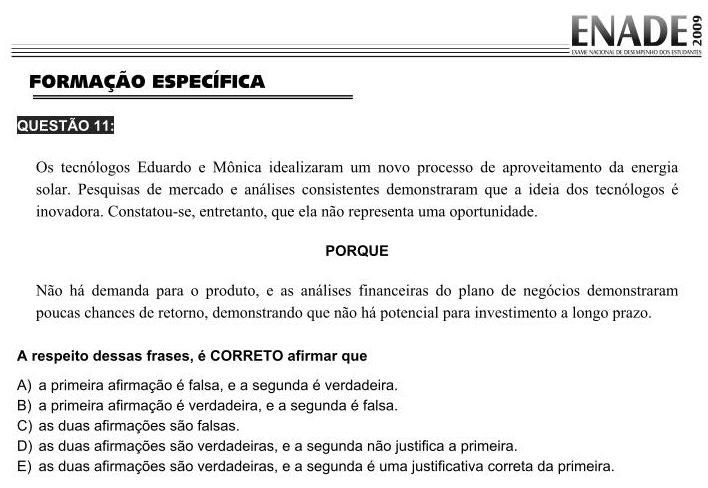 ENADE 2009
EXAME NACIONAL DE DESEMPENHO DOS ESTUDANTES
FORMAÇÃO ESPECÍFICA
QUESTÃO 11:
Os tecnólogos Eduardo e Mônica idealizaram um novo processo de aproveitamento da energia
solar. Pesquisas de mercado e análises consistentes demonstraram que a ideia dos tecnólogos é
inovadora. Constatou-se, entretanto, que ela não representa uma oportunidade.
PORQUE
Não há demanda para o produto, e as análises financeiras do plano de negócios demonstraram
poucas chances de retorno, demonstrando que não há potencial para investimento a longo prazo.
A respeito dessas frases, é CORRETO afirmar que
A) a primeira afirmação é falsa, e a segunda é verdadeira.
B) a primeira afirmação é verdadeira, e a segunda é falsa.
C) as duas afirmações são falsas.
D) as duas afirmações são verdadeiras, e a segunda não justifica a primeira.
E) as duas afirmações são verdadeiras, e a segunda é uma justificativa correta da primeira.